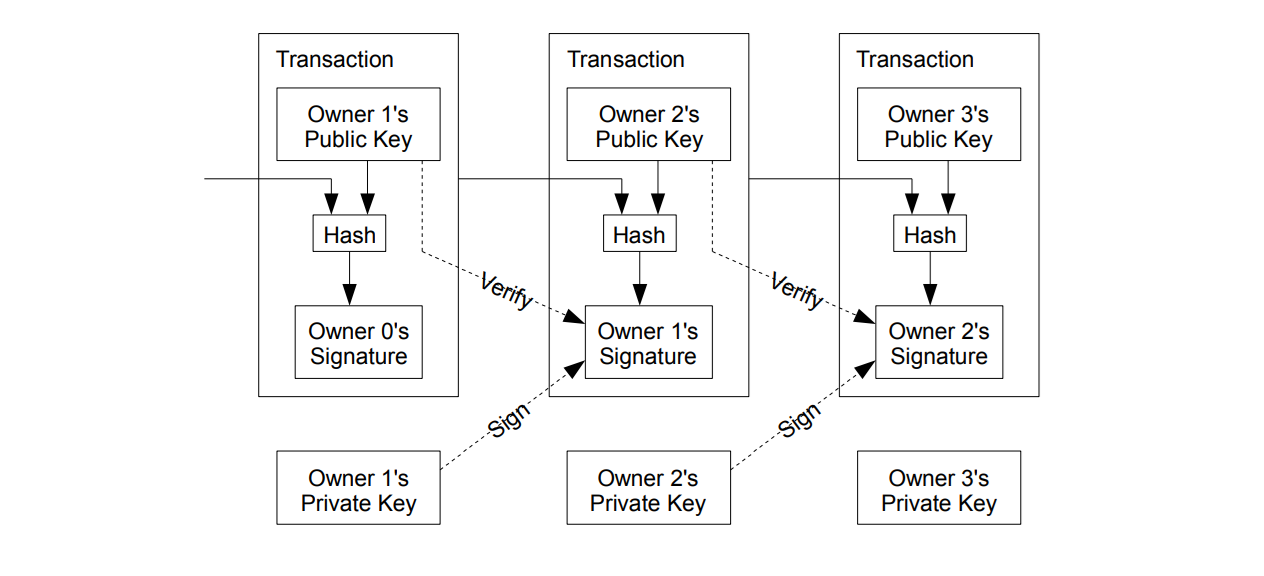 Transaction
Owner 1's
Public Key
Hash
Owner 0's
Signature
Transaction
Owner 2's
Public Key
Hash
Verify
Owner 1's
Signature
Sign
Transaction
Owner 3's
Public Key
Hash
Verify
Owner 2's
Signature
Sign
Owner 1's
Private Key
Owner 2's
Private Key
Owner 3's
Private Key